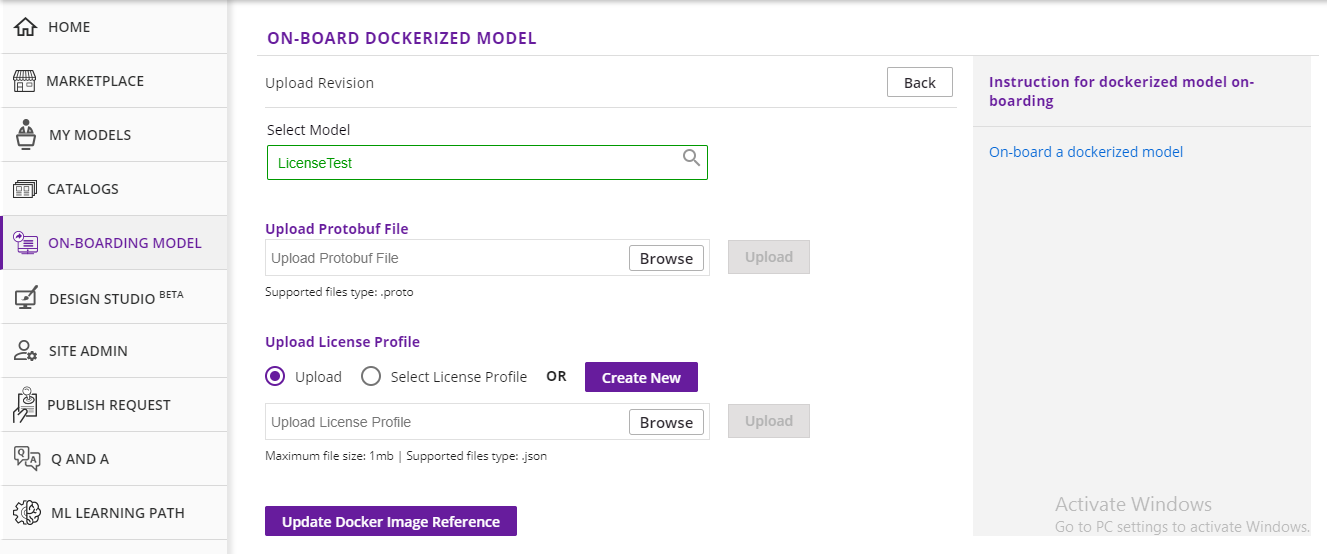 HOME
MARKETPLACE
MY MODELS
CATALOGS
ON-BOARDING MODEL
DESIGN STUDIO BETA
SITE ADMIN
PUBLISH REQUEST
Q AND A
ML LEARNING PATH
ON-BOARD DOCKERIZED MODEL
Upload Revision
Back
Select Model
LicenseTest
Upload Protobuf File
Upload Protobuf File Browse Upload
Supported files type: .proto
Upload License Profile
Upload Select License Profile OR Create New
Upload License Profile Browse Upload
Maximum file size: 1mb | Supported files type: .json
Update Docker Image Reference
Instruction for dockerized model on-
boarding
On-board a dockerized model
Activate Windows
Go to PC settings to activate Windows.